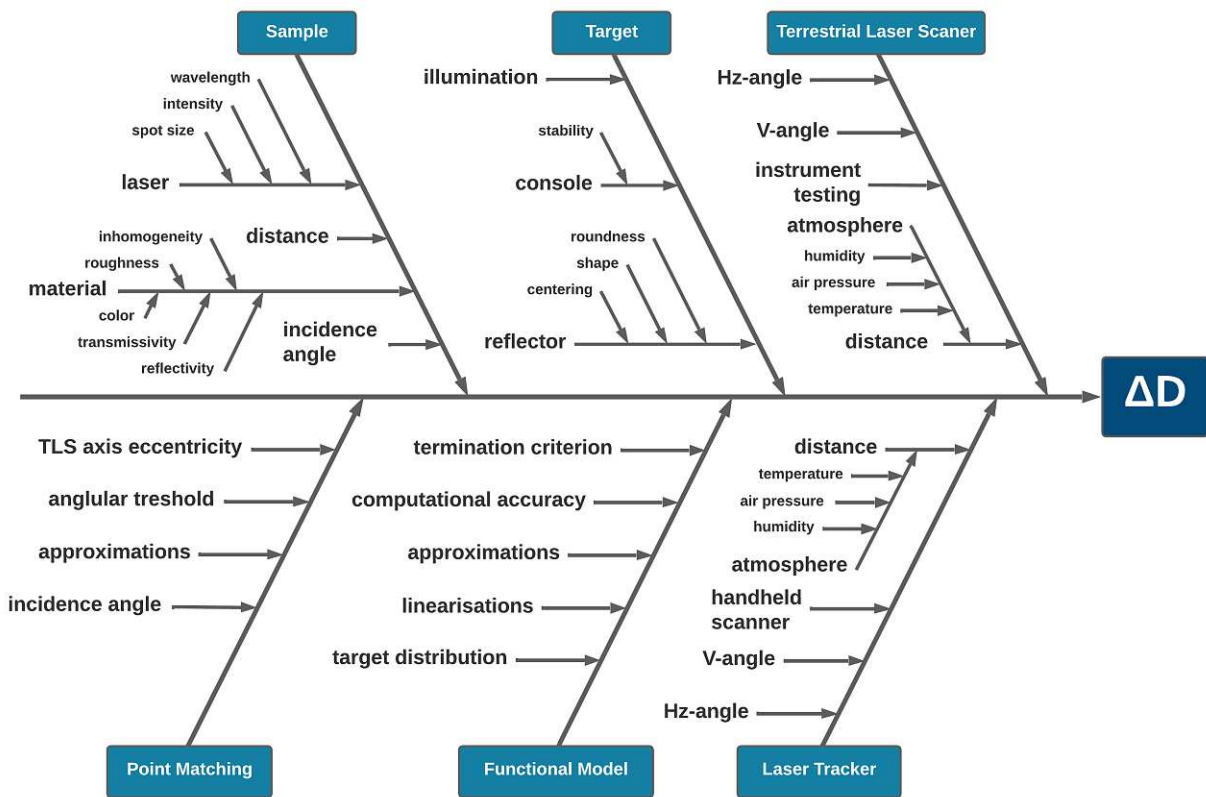 Sample
Target
Terrestrial Laser Scaner
wavelength
intensity
spot size
laser
distance
inhomogeneity
roughness
material
color
transmissivity
reflectivity
incidence
angle
illumination
stability
console
roundness
shape
centering
reflector
Hz-angle
V-angle
instrument
testing
atmosphere
humidity
air pressure
temperature
distance
ΔD
TLS axis eccentricity
anglular treshold
approximations
incidence angle
termination criterion
computational accuracy
approximations
linearisations
target distribution
distance
temperature
air pressure
humidity
atmosphere
handheld
scanner
V-angle
Hz-angle
Point Matching
Functional Model
Laser Tracker